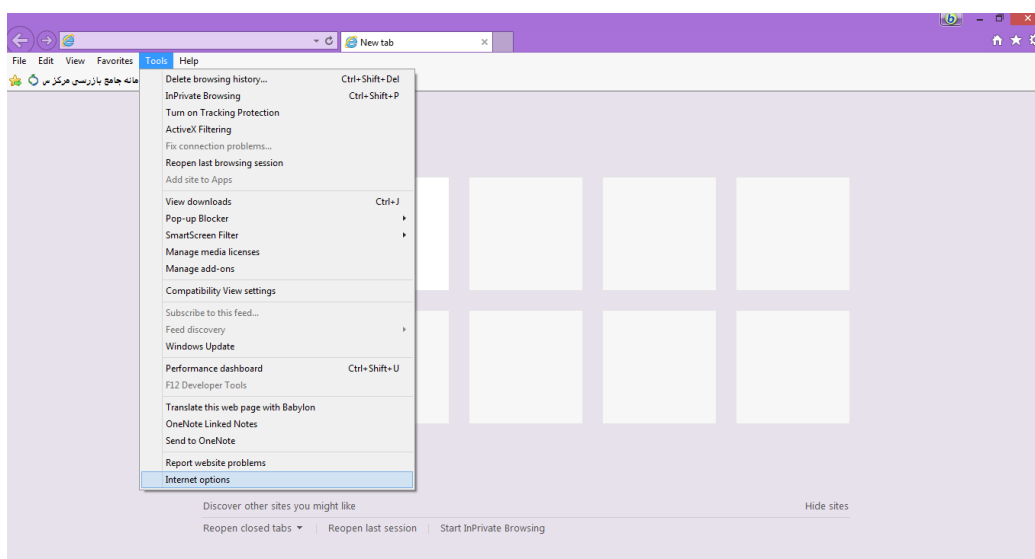 New tab
File Edit View Favorites Tools Help
مانه جامع بازرسی مرکز س
Delete browsing history... Ctrl+Shift+Del
InPrivate Browsing Ctrl+Shift+P
Turn on Tracking Protection
ActiveX Filtering
Fix connection problems...
Reopen last browsing session
Add site to Apps
View downloads Ctrl+J
Pop-up Blocker
SmartScreen Filter
Manage media licenses
Manage add-ons
Compatibility View settings
Subscribe to this feed...
Feed discovery
Windows Update
Performance dashboard Ctrl+Shift+U
F12 Developer Tools
Translate this web page with Babylon
OneNote Linked Notes
Send to OneNote
Report website problems
Internet options
Discover other sites you might like Hide sites
Reopen closed tabs Reopen last session Start InPrivate Browsing